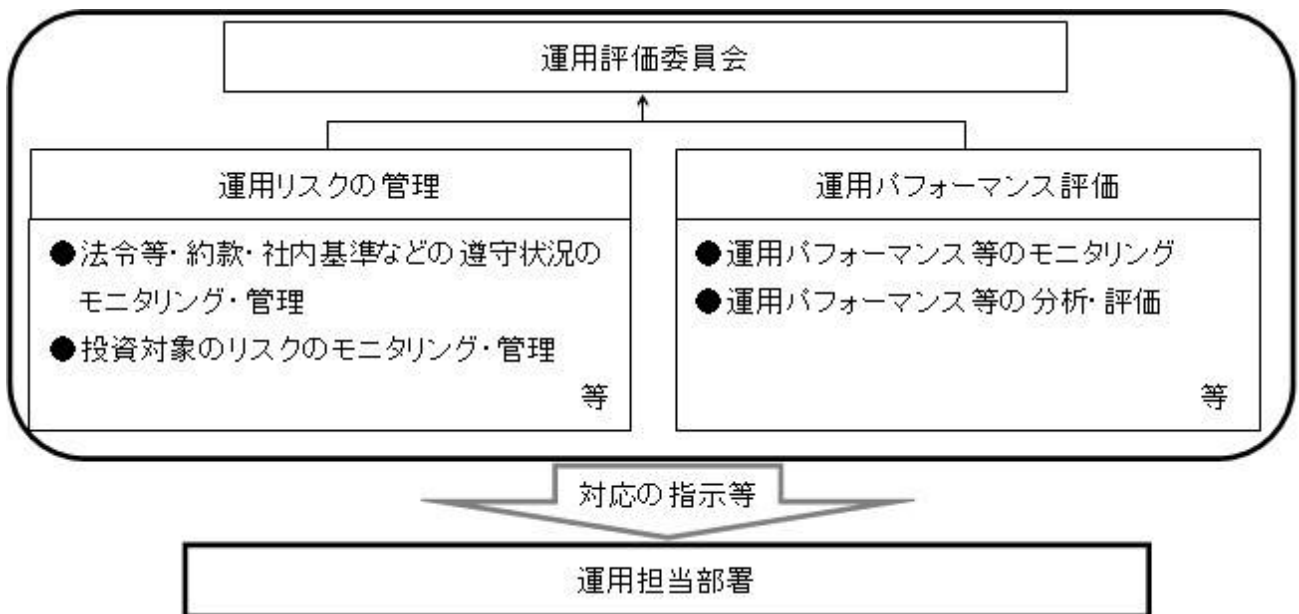 運用評価委員会
運用リスクの管理
●法令等・約款・社内基準などの遵守状況の
モニタリング・管理
●投資対象のリスクのモニタリング・管理
等
運用パフォーマンス評価
●運用パフォーマンス等のモニタリング
●運用パフォーマンス等の分析・評価
等
対応の指示等
運用担当部署